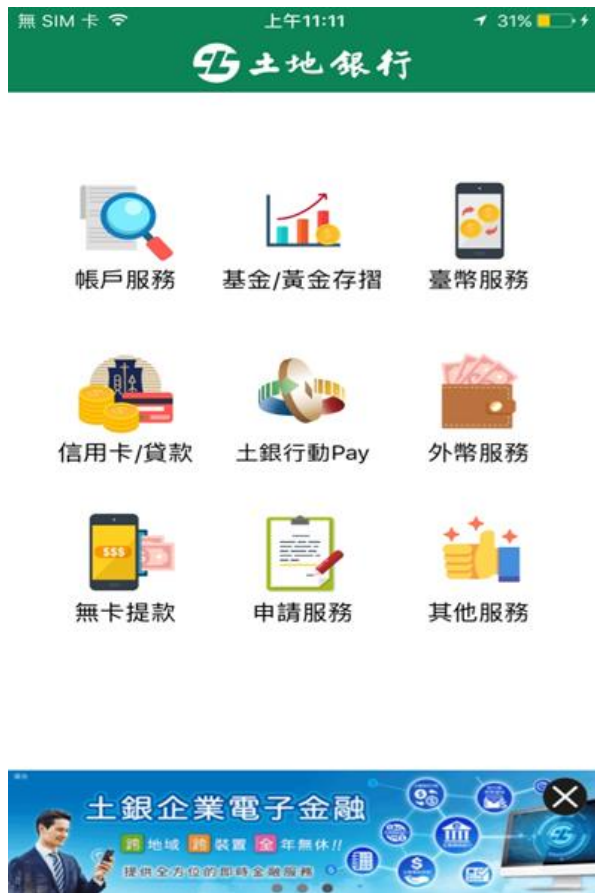 無 SIM 卡 上午11:11 31%
土地銀行
帳戶服務 基金/黃金存摺 臺幣服務
財
$$$
信用卡/貸款 土銀行動Pay 外幣服務
無卡提款 申請服務 其他服務
土銀企業電子金融
跨地域 跨裝置 全年無休!!
提供全方位的即時金融服務